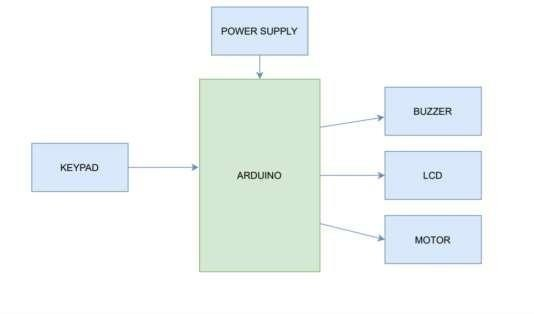 POWER SUPPLY
BUZZER
KEYPAD
ARDUINO
LCD
MOTOR